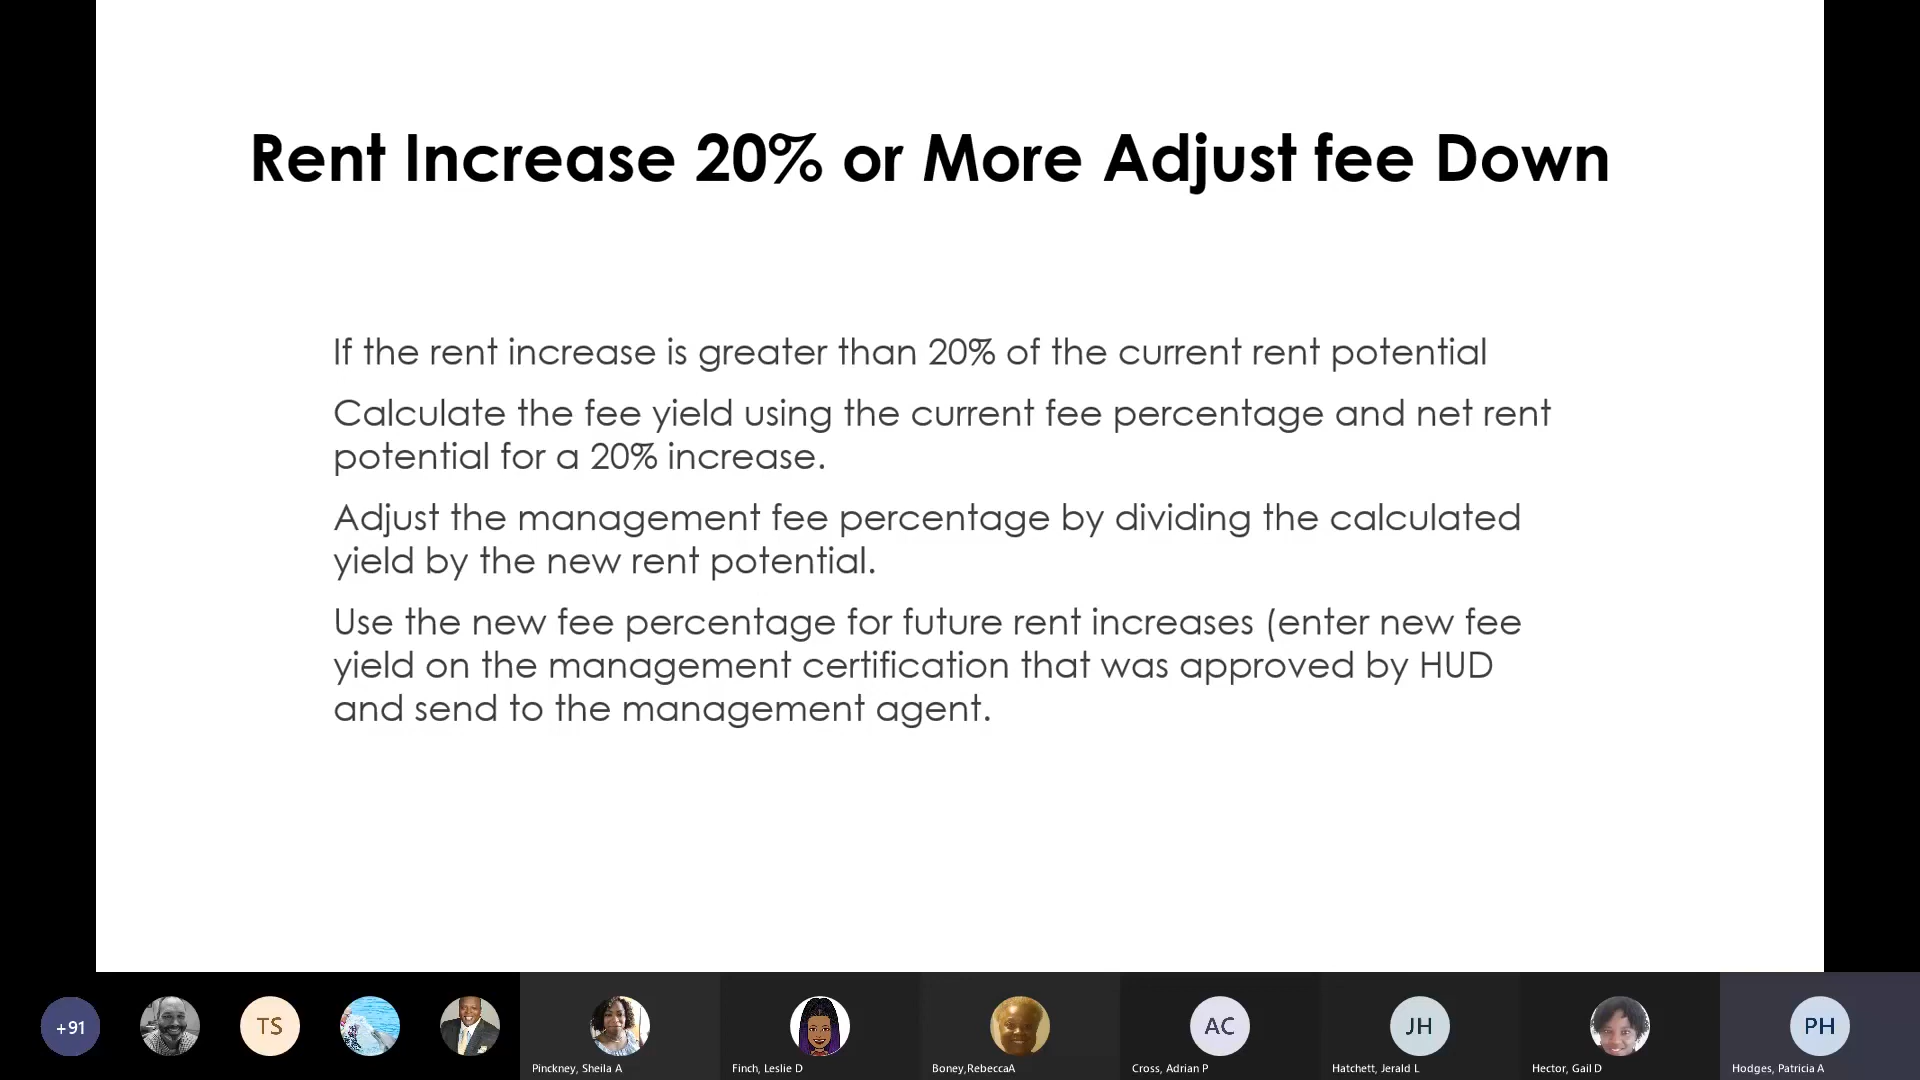 Rent Increase 20% or More Adjust fee Down
If the rent increase is greater than 20% of the current rent potential
Calculate the fee yield using the current fee percentage and net rent
potential for a 20% increase.
Adjust the management fee percentage by dividing the calculated
yield by the new rent potential.
Use the new fee percentage for future rent increases (enter new fee
yield on the management certification that was approved by HUD
and send to the management agent.
+91
TS
AC
JH
PH
Pinckney, Sheila A
Finch, Leslie D
Boney,RebeccaA
Cross, Adrian P
Hatchett, Jerald L
Hector, Gail D
Hodges, Patricia A